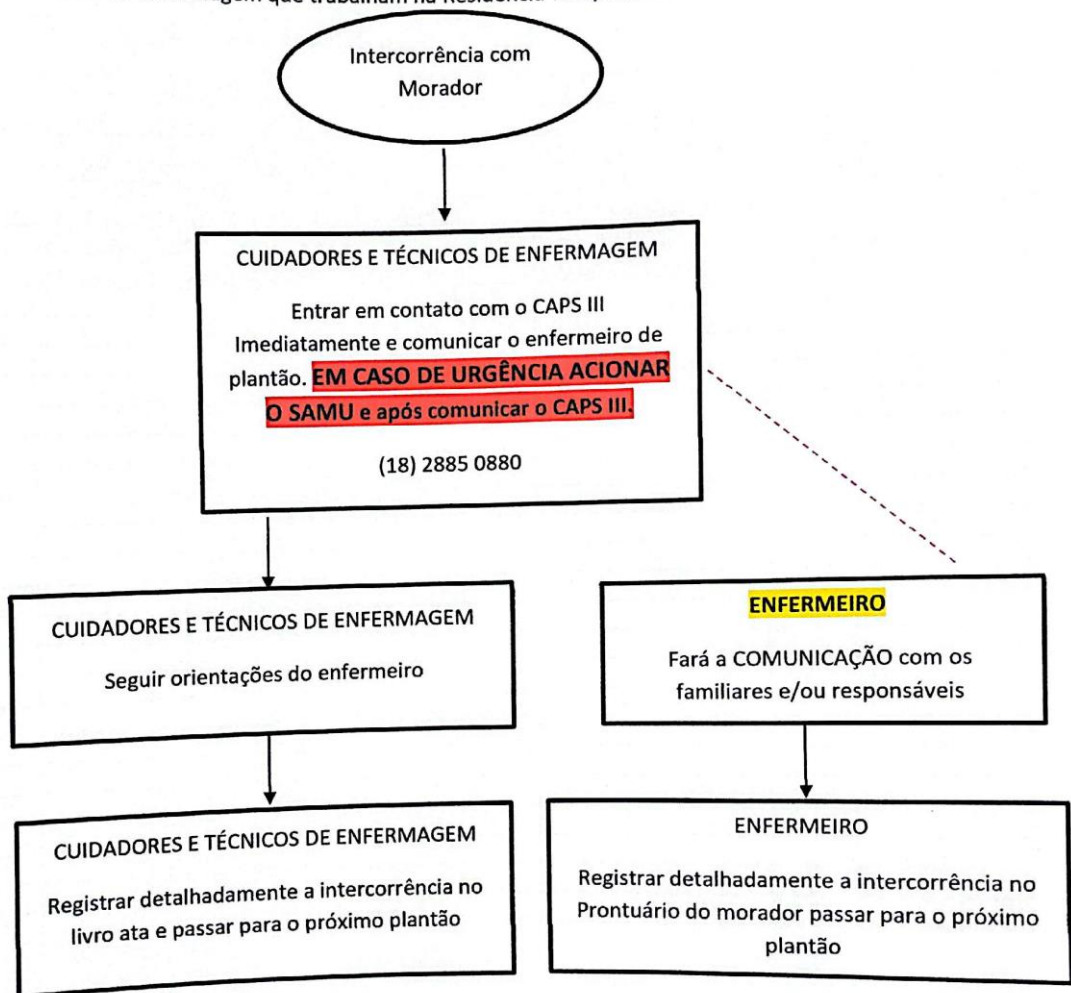 que trabalham na
Intercorrência com
Morador
CUIDADORES E TÉCNICOS DE ENFERMAGEM
Entrar em contato com o CAPS III
Imediatamente e comunicar o enfermeiro de
plantão. EM CASO DE URGÊNCIA ACIONAR
O SAMU e após comunicar o CAPS III.
(18) 2885 0880
CUIDADORES E TÉCNICOS DE ENFERMAGEM
Seguir orientações do enfermeiro
ENFERMEIRO
Fará a COMUNICAÇÃO com os
familiares e/ou responsáveis
CUIDADORES E TÉCNICOS DE ENFERMAGEM
Registrar detalhadamente a intercorrência no
livro ata e passar para o próximo plantão
ENFERMEIRO
Registrar detalhadamente a intercorrência no
Prontuário do morador passar para o próximo
plantão